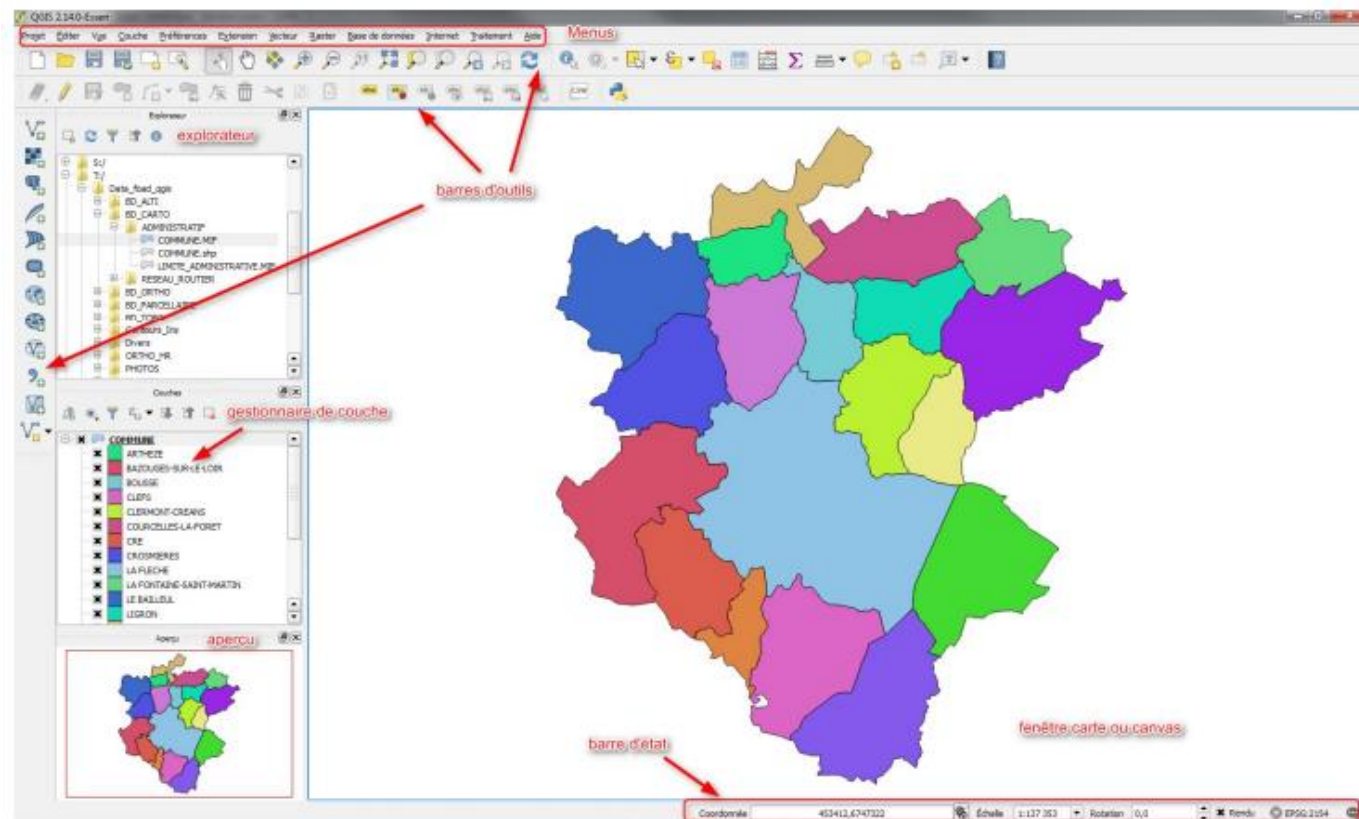 QGIS 2.14.0-Essen
Projet Éditer Vue Couche Préférences Extension Vecteur Raster Base de données Internet Traitement Aide
Menus
Explorateur
explorateur
S:/
T:/
Data_foad_qgis
BD_ALTI
BD_CARTO
ADMINISTRATIF
COMMUNE.MIF
COMMUNE.shp
LIMITE_ADMINISTRATIVE.MIF
RESEAU_ROUTIER
BD_ORTHO
BD_PARCELLAIRE
BD_TOPO
Divers
ORTHO_HR
PHOTOS
barres d'outils
Couches
gestionnaire de couche
COMMUNE
ARTHEZE
BAZOUGES-SUR-LE-LOIR
BOUSSE
CLEFS
CLERMONT-CREANS
COURCELLES-LA-FORET
CRE
CROSMIERES
LA FLECHE
LA FONTAINE-SAINT-MARTIN
LE BAILLEUL
LIGRON
Aperçu
aperçu
fenêtre carte ou canvas
barre d'état
Coordonnée 453412,6747322 Échelle 1:137 353 Rotation 0,0 Rendu EPSG:2154